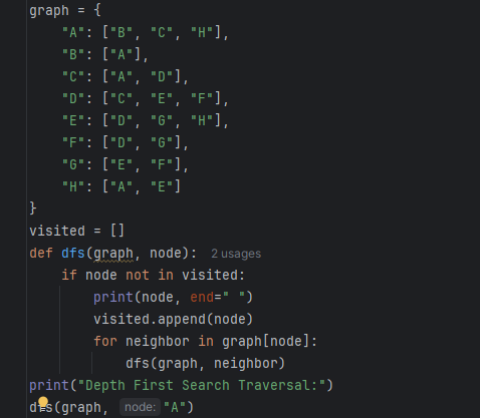 graph = {
    "A": ["B", "C", "H"],
    "B": ["A"],
    "C": ["A", "D"],
    "D": ["C", "E", "F"],
    "E": ["D", "G", "H"],
    "F": ["D", "G"],
    "G": ["E", "F"],
    "H": ["A", "E"]
}
visited = []
def dfs(graph, node):  2 usages
    if node not in visited:
        print(node, end=" ")
        visited.append(node)
        for neighbor in graph[node]:
            dfs(graph, neighbor)
print("Depth First Search Traversal:")
dfs(graph, node: "A")